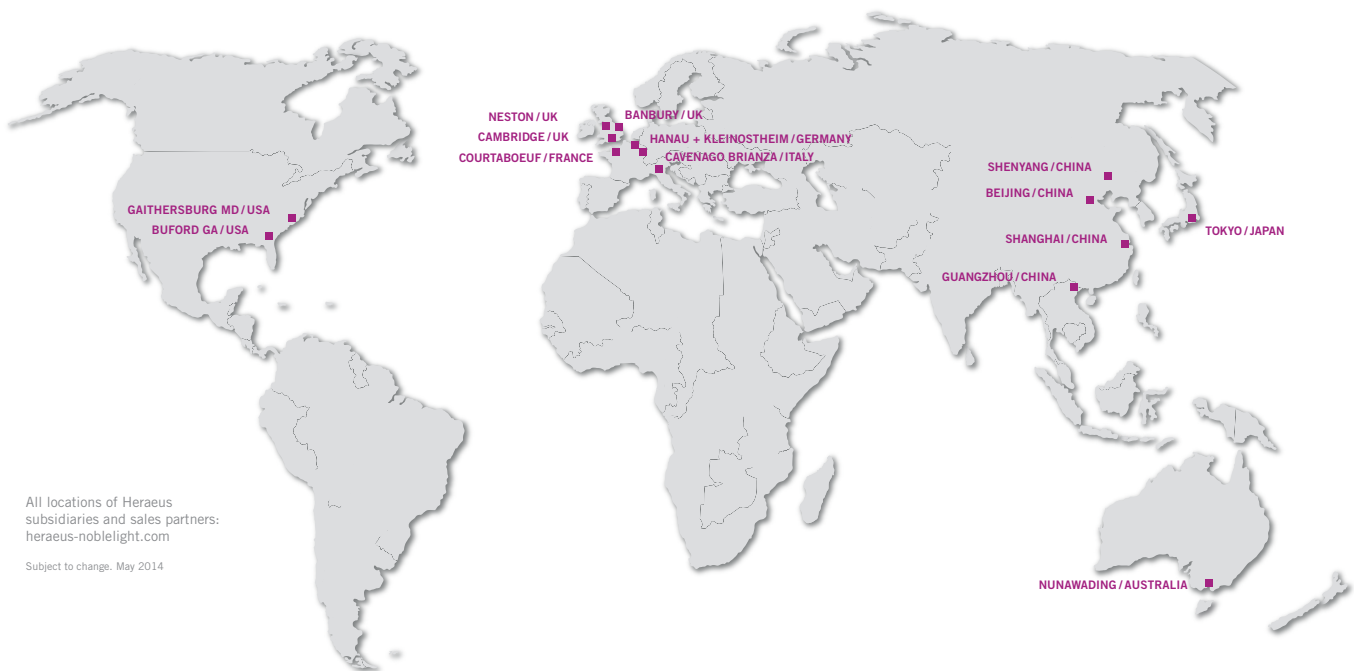 NESTON / UK
BANBURY / UK
CAMBRIDGE / UK
HANAU + KLEINOSTHEIM / GERMANY
COURTABOEUF / FRANCE
CAVENAGO BRIANZA / ITALY
SHENYANG / CHINA
BEIJING / CHINA
GAITHERSBURG MD / USA
BUFORD GA / USA
TOKYO / JAPAN
SHANGHAI / CHINA
GUANGZHOU / CHINA
All locations of Heraeus
subsidiaries and sales partners:
heraeus-noblelight.com
Subject to change. May 2014
NUNAWADING / AUSTRALIA